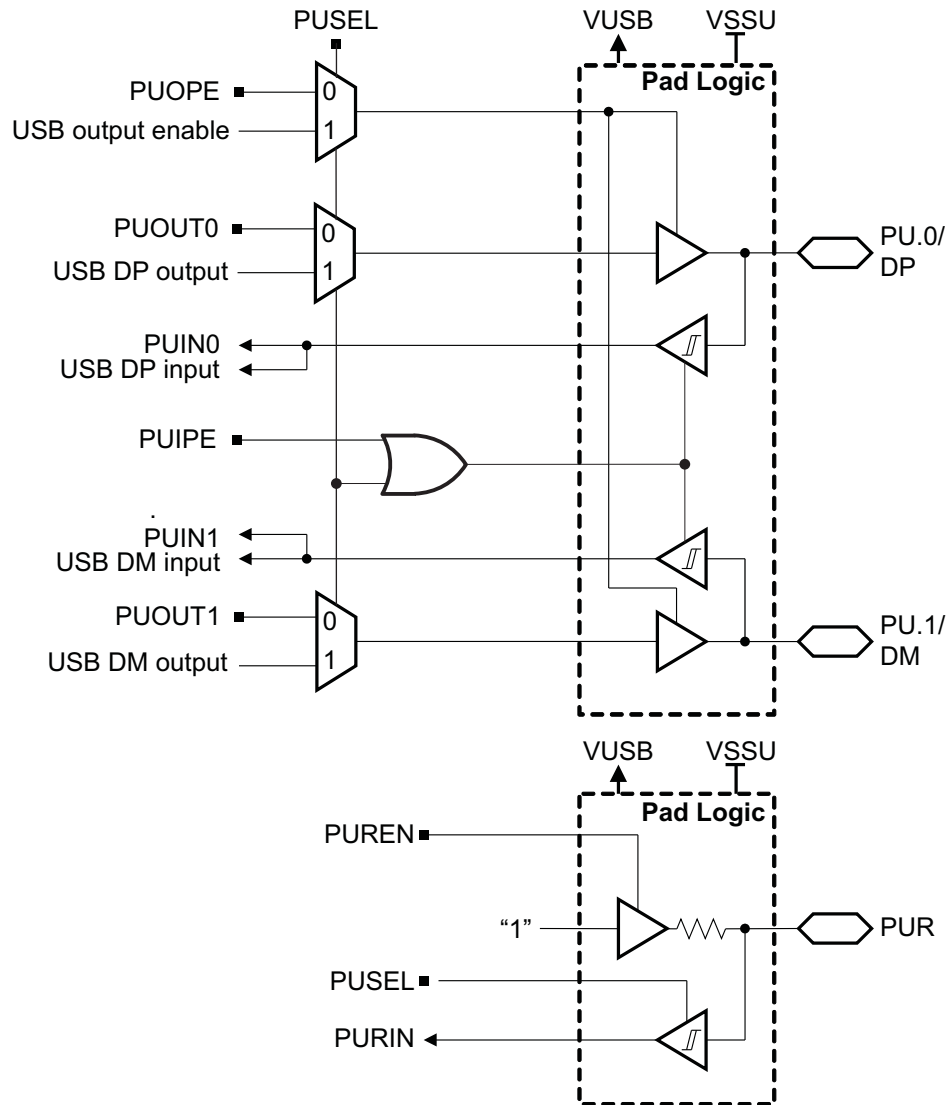 PUSEL
VUSB
VSSU
Pad Logic
PUOPE
0
USB output enable
1
PUOUT0
0
USB DP output
1
PU.0/
DP
PUIN0
USB DP input
PUIPE
.
PUIN1
USB DM input
PUOUT1
0
USB DM output
1
PU.1/
DM
VUSB
VSSU
Pad Logic
PUREN
“1”
PUR
PUSEL
PURIN